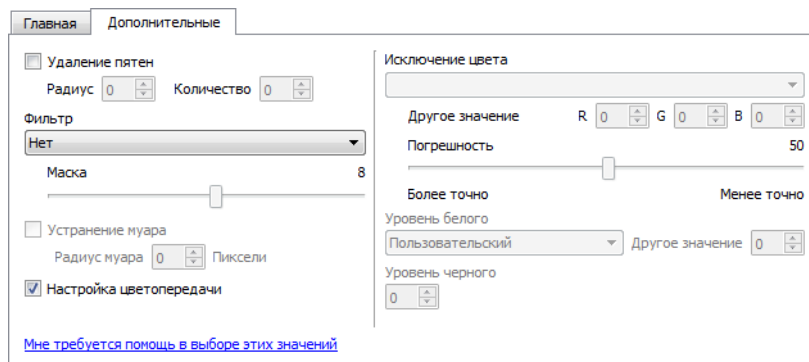 Главная Дополнительные
Удаление пятен
Радиус 0 Количество 0
Фильтр
Нет
Маска 8
Устранение муара
Радиус муара 0 Пиксели
Настройка цветопередачи
Мне требуется помощь в выборе этих значений
Исключение цвета
Другое значение R 0 G 0 B 0
Погрешность 50
Более точно Менее точно
Уровень белого
Пользовательский Другое значение 0
Уровень черного
0